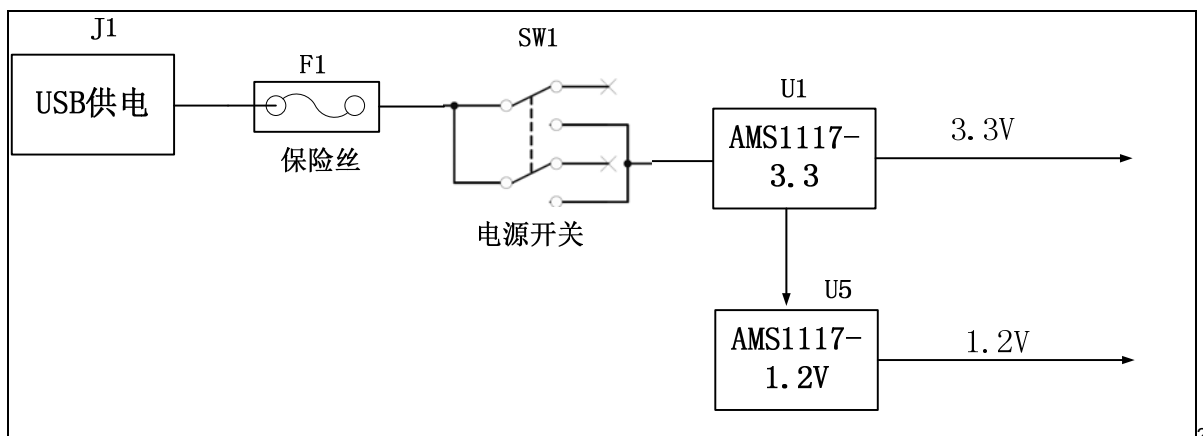 J1
USB供电
F1
保险丝
SW1
电源开关
U1
AMS1117-
3.3
3.3V
U5
AMS1117-
1.2V
1.2V